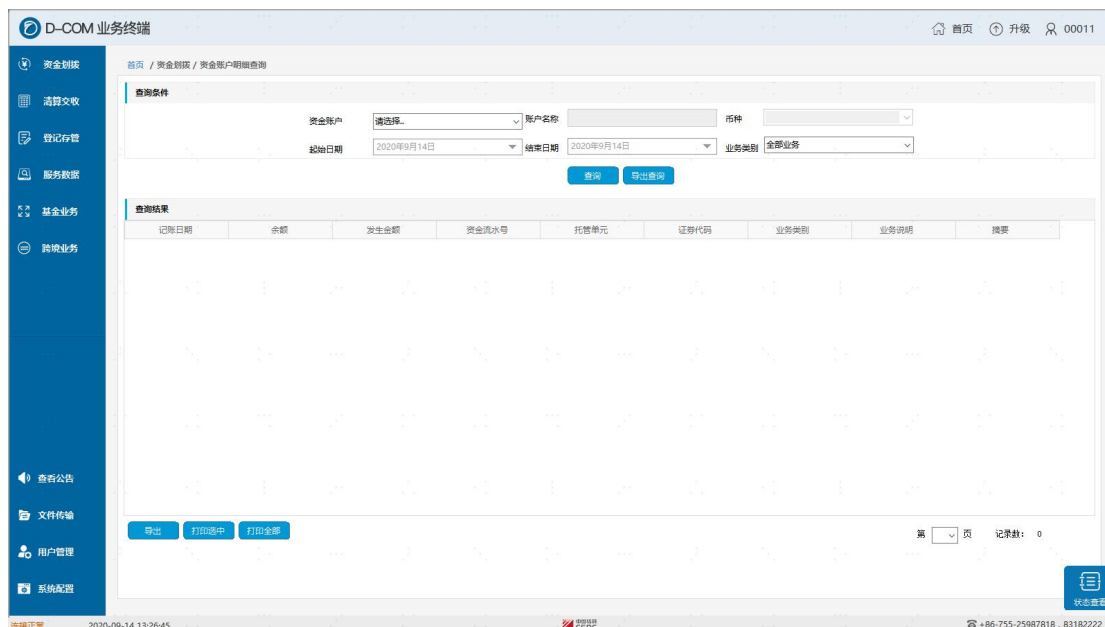 D-COM 业务终端
首页 升级 00011
资金划拨
清算交收
登记存管
服务数据
基金业务
跨境业务
查看公告
文件传输
用户管理
系统配置
首页 / 资金划拨 / 资金账户明细查询
查询条件
资金账户 请选择.. 账户名称 币种
起始日期 2020年9月14日 结束日期 2020年9月14日 业务类别 全部业务
查询 导出查询
查询结果
记账日期 余额 发生金额 资金流水号 托管单元 证券代码 业务类别 业务说明 摘要
导出 打印选中 打印全部
第 页 记录数： 0
状态查看
连接正常 2020-09-14 13:26:45 +86-755-25987818，83182222